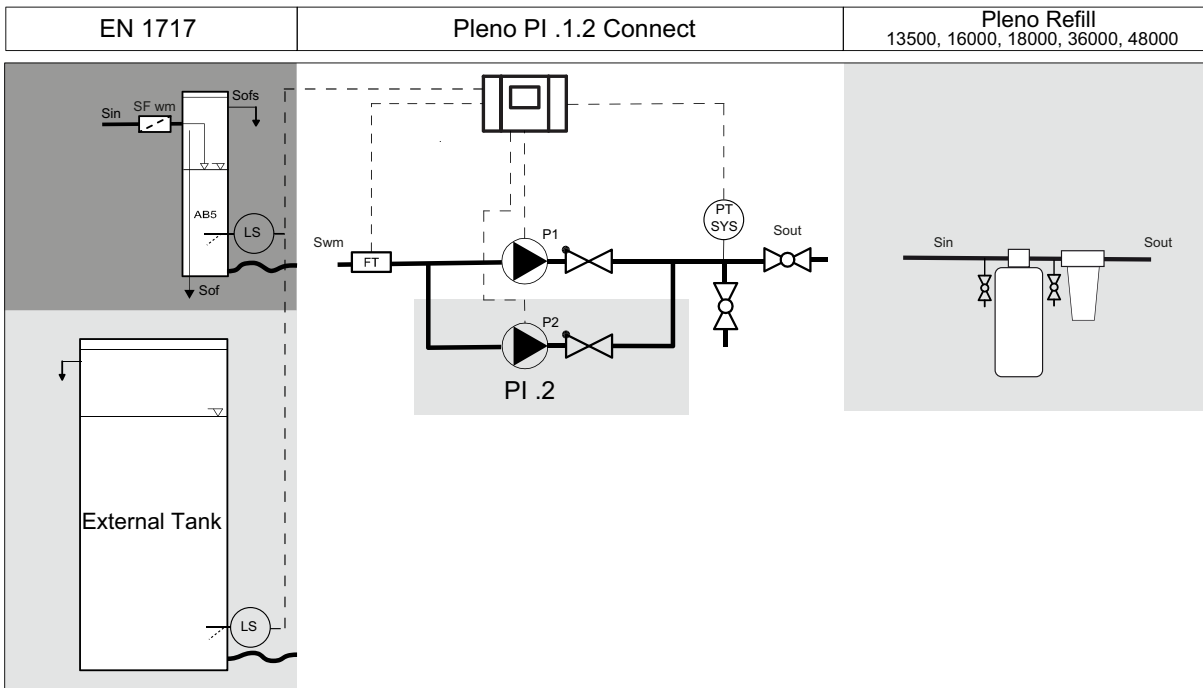 EN 1717
Pleno PI .1.2 Connect
Pleno Refill
13500, 16000, 18000, 36000, 48000
Sin
SF wm
Sofs
AB5
LS
Sof
External Tank
LS
Swm
FT
P1
P2
PI .2
PT
SYS
Sout
Sin
Sout